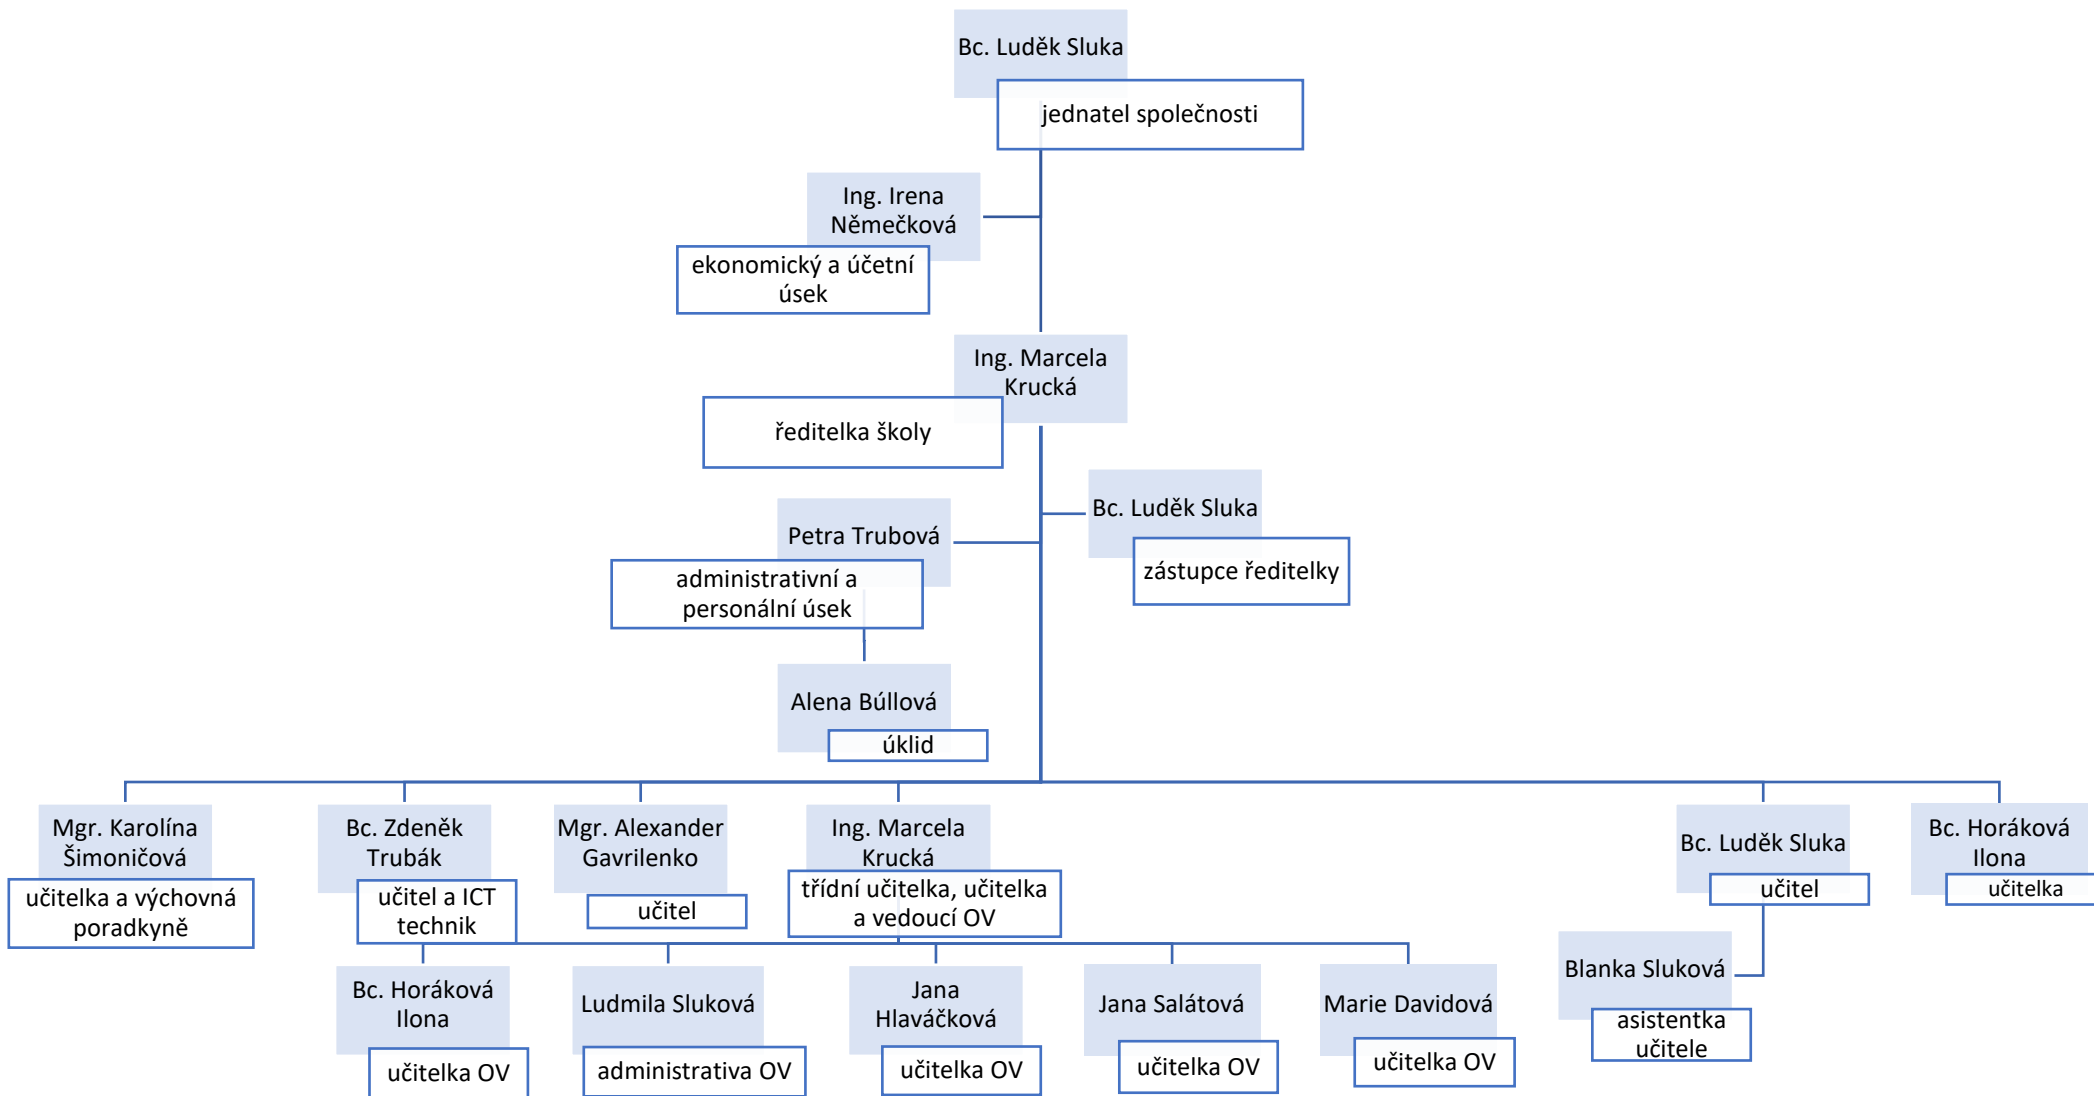 Bc. Luděk Sluka
jednatel společnosti
Ing. Irena
Němečková
ekonomický a účetní
úsek
Ing. Marcela
Krucká
ředitelka školy
Bc. Luděk Sluka
zástupce ředitelky
Petra Trubová
administrativní a
personální úsek
Alena Búllová
úklid
Mgr. Karolína
Šimoničová
učitelka a výchovná
poradkyně
Bc. Zdeněk
Trubák
učitel a ICT
technik
Mgr. Alexander
Gavrilenko
učitel
Ing. Marcela
Krucká
třídní učitelka, učitelka
a vedoucí OV
Bc. Luděk Sluka
učitel
Bc. Horáková
Ilona
učitelka
Bc. Horáková
Ilona
učitelka OV
Ludmila Sluková
administrativa OV
Jana
Hlaváčková
učitelka OV
Jana Salátová
učitelka OV
Marie Davidová
učitelka OV
Blanka Sluková
asistentka
učitele